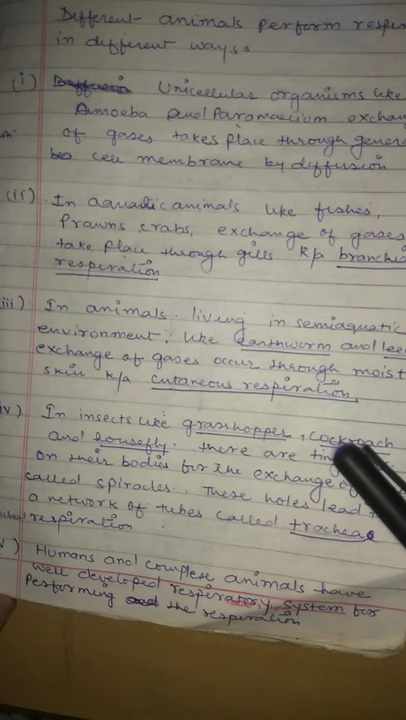 Different animals perform respi
in different ways.
(i) Unicellular organisms like
Amoeba and Paramaecium exchan
of gases takes place through gener
cell membrane by diffusion
(ii) In aquatic animals like fishes,
Prawns, crabs, exchange of gases
take place through gills k/a branchi
respiration
iii) In animals living in semiaquatic
environment, like earthworm and lee
exchange of gases occur through moist
skin k/a cutaneous respiration,
iv) In insects like grasshopper, Cockroach
and housefly. there are tin
on their bodies for the exchange of
called spiracles. These holes lead t
a network of tubes called tracheae
respiration.
v) Humans and complex animals have
well developed respiratory system for
Performing the respiration